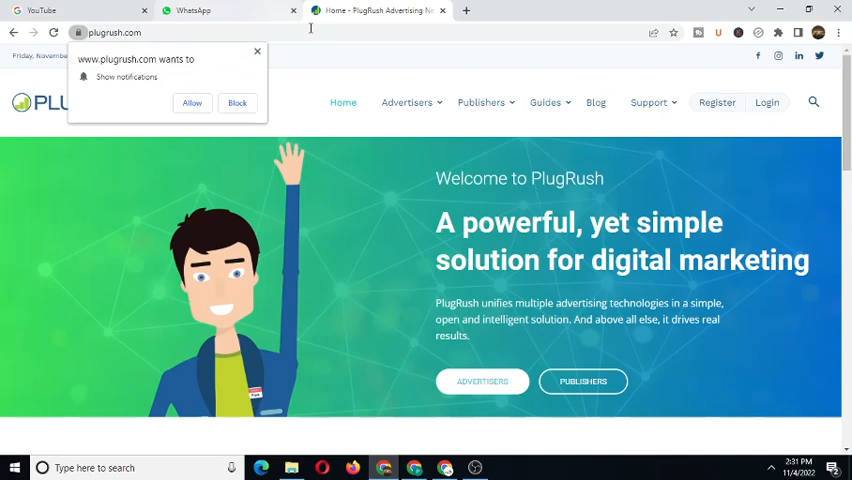 YouTube
WhatsApp
Home - PlugRush Advertising Ne
plugrush.com
www.plugrush.com wants to
Show notifications
Allow
Block
Friday, Novembe
PLU
Home
Advertisers
Publishers
Guides
Blog
Support
Register
Login
Welcome to PlugRush
A powerful, yet simple
solution for digital marketing
PlugRush unifies multiple advertising technologies in a simple,
open and intelligent solution. And above all else, it drives real
results.
ADVERTISERS
PUBLISHERS
Type here to search
2:31 PM
11/4/2022
2